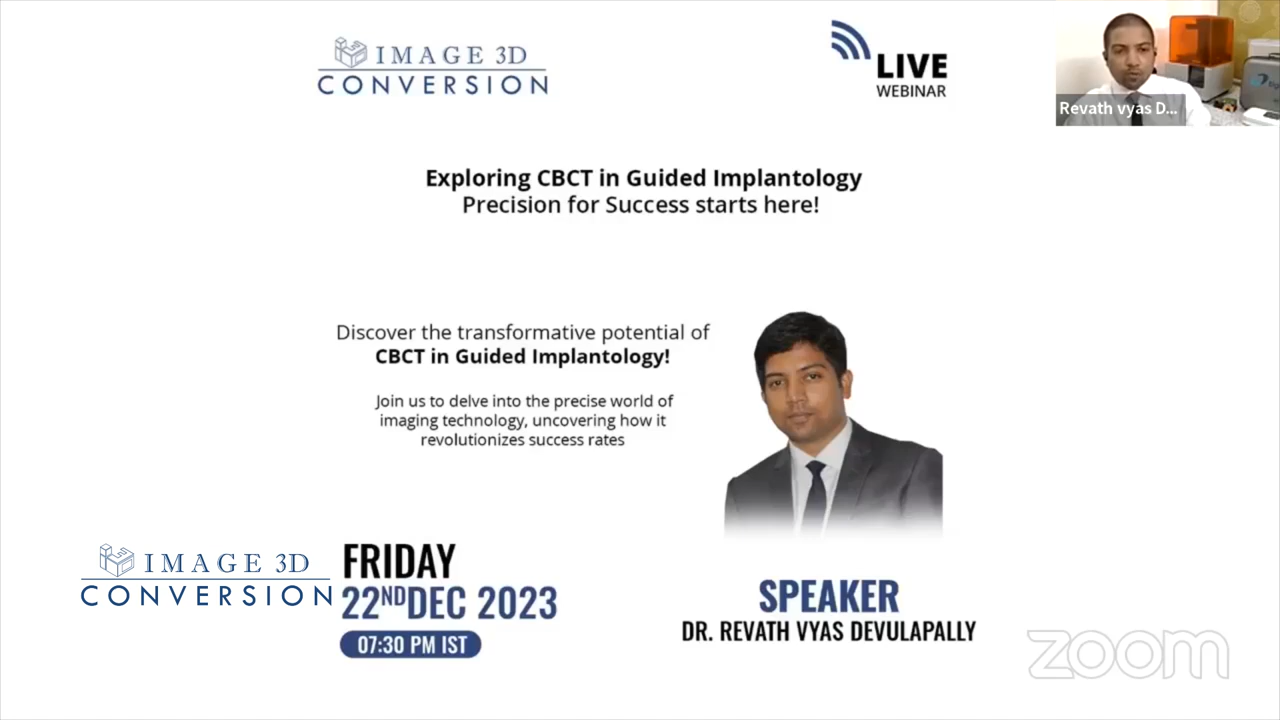 IMAGE 3D
CONVERSION
LIVE
WEBINAR
Revath vyas D...
Exploring CBCT in Guided Implantology
Precision for Success starts here!
Discover the transformative potential of
CBCT in Guided Implantology!
Join us to delve into the precise world of
imaging technology, uncovering how it
revolutionizes success rates
IMAGE 3D
CONVERSION
FRIDAY
22ND DEC 2023
07:30 PM IST
SPEAKER
DR. REVATH VYAS DEVULAPALLY
zoom